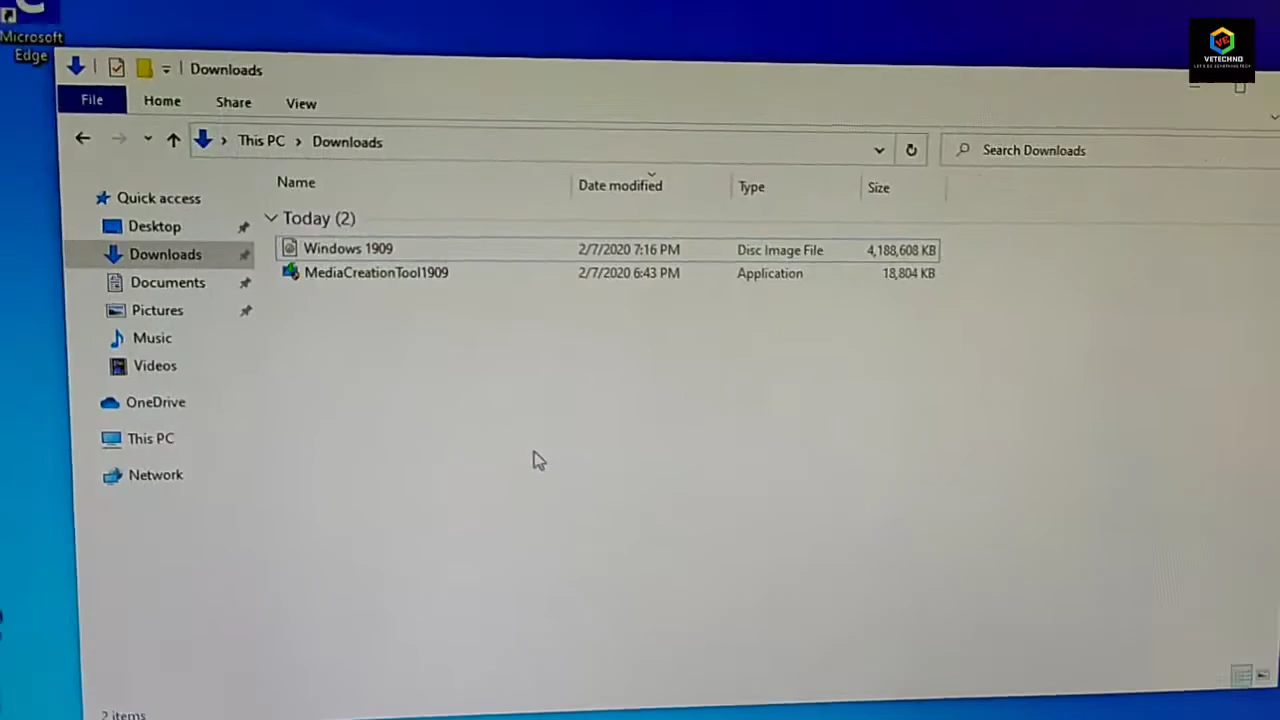 Microsoft
Edge
VETECHNO
Downloads
File
Home
Share
View
This PC
Downloads
Search Downloads
Name
Date modified
Type
Size
Quick access
Today (2)
Desktop
Windows 1909
2/7/2020 7:16 PM
Disc Image File
4,188,608 KB
Downloads
MediaCreationTool1909
2/7/2020 6:43 PM
Application
18,804 KB
Documents
Pictures
Music
Videos
OneDrive
This PC
Network
2 items